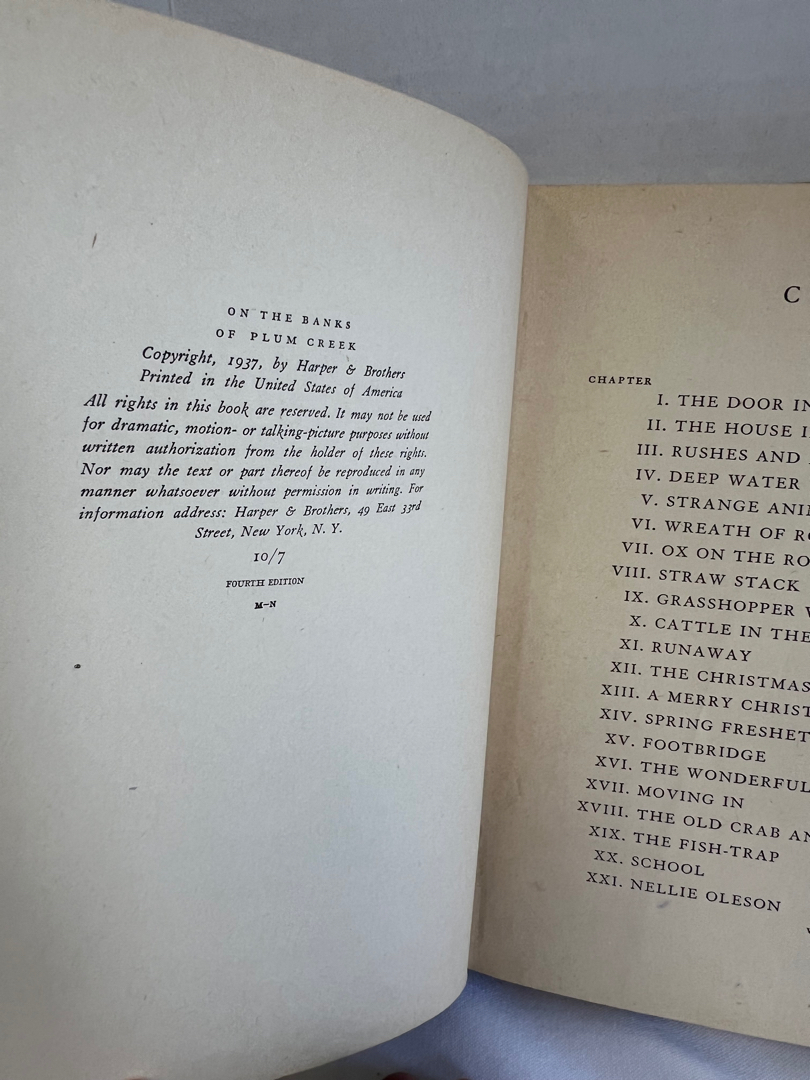 ON THE BANKS
OF PLUM CREEK
Copyright, 1937, by Harper & Brothers
Printed in the United States of America
All rights in this book are reserved. It may not be used
for dramatic, motion- or talking-picture purposes without
written authorization from the holder of these rights.
Nor may the text or part thereof be reproduced in any
manner whatsoever without permission in writing. For
information address: Harper & Brothers, 49 East 33rd
Street, New York, N. Y.
10/7
FOURTH EDITION
M-N
C
CHAPTER
I. THE DOOR IN
II. THE HOUSE I
III. RUSHES AND
IV. DEEP WATER
V. STRANGE ANI
VI. WREATH OF RO
VII. OX ON THE RO
VIII. STRAW STACK
IX. GRASSHOPPER
X. CATTLE IN THE
XI. RUNAWAY
XII. THE CHRISTMAS
XIII. A MERRY CHRIST
XIV. SPRING FRESHET
XV. FOOTBRIDGE
XVI. THE WONDERFUL
XVII. MOVING IN
XVIII. THE OLD CRAB AN
XIX. THE FISH-TRAP
XX. SCHOOL
XXI. NELLIE OLESON